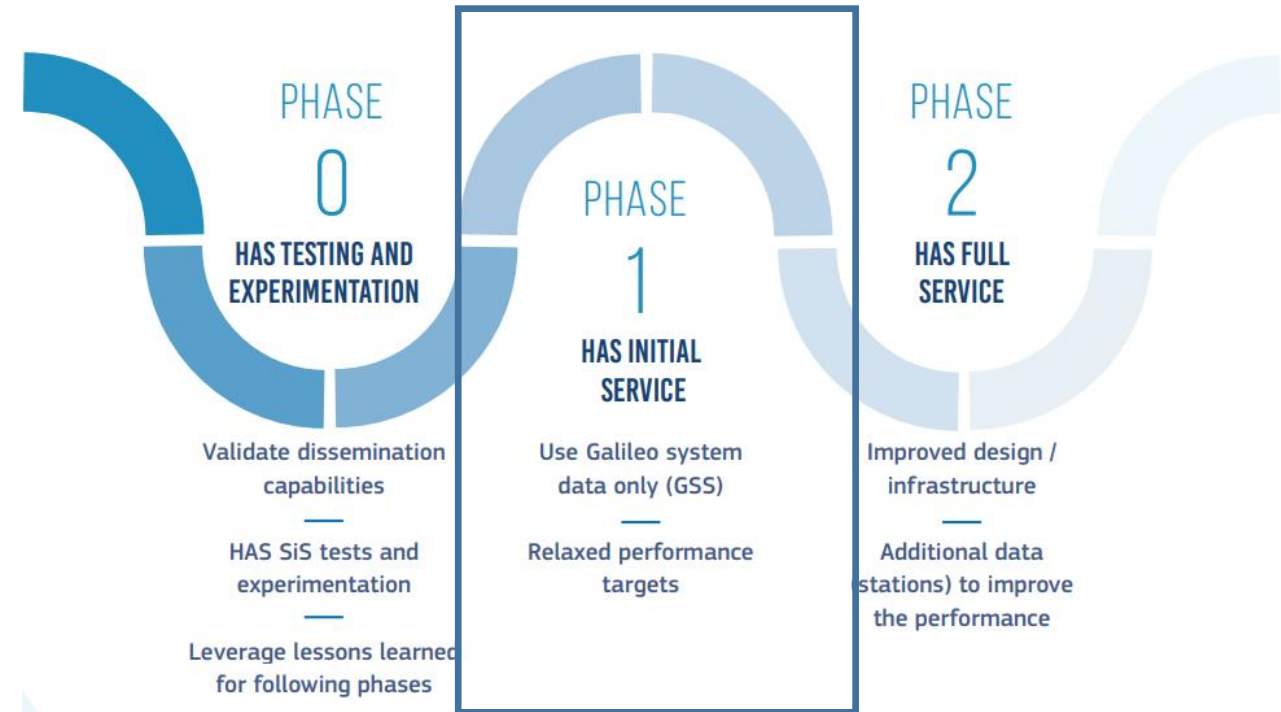 PHASE
0
HAS TESTING AND
EXPERIMENTATION
Validate dissemination
capabilities
HAS SiS tests and
experimentation
Leverage lessons learned
for following phases
PHASE
1
HAS INITIAL
SERVICE
Use Galileo system
data only (GSS)
Relaxed performance
targets
PHASE
2
HAS FULL
SERVICE
Improved design /
infrastructure
Additional data
(stations) to improve
the performance